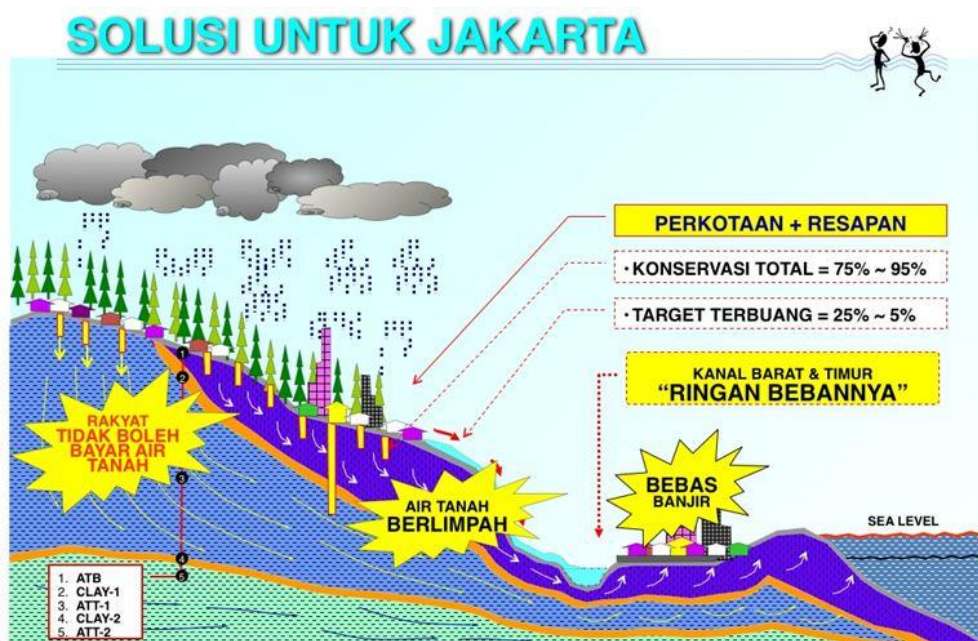 SOLUSI UNTUK JAKARTA
PERKOTAAN + RESAPAN
· KONSERVASI TOTAL = 75% ~ 95%
· TARGET TERBUANG = 25% ~ 5%
KANAL BARAT & TIMUR
“RINGAN BEBANNYA”
RAKYAT
TIDAK BOLEH
BAYAR AIR
TANAH
AIR TANAH
BERLIMPAH
BEBAS
BANJIR
SEA LEVEL
1
2
3
4
5
1. ATB
2. CLAY-1
3. ATT-1
4. CLAY-2
5. ATT-2